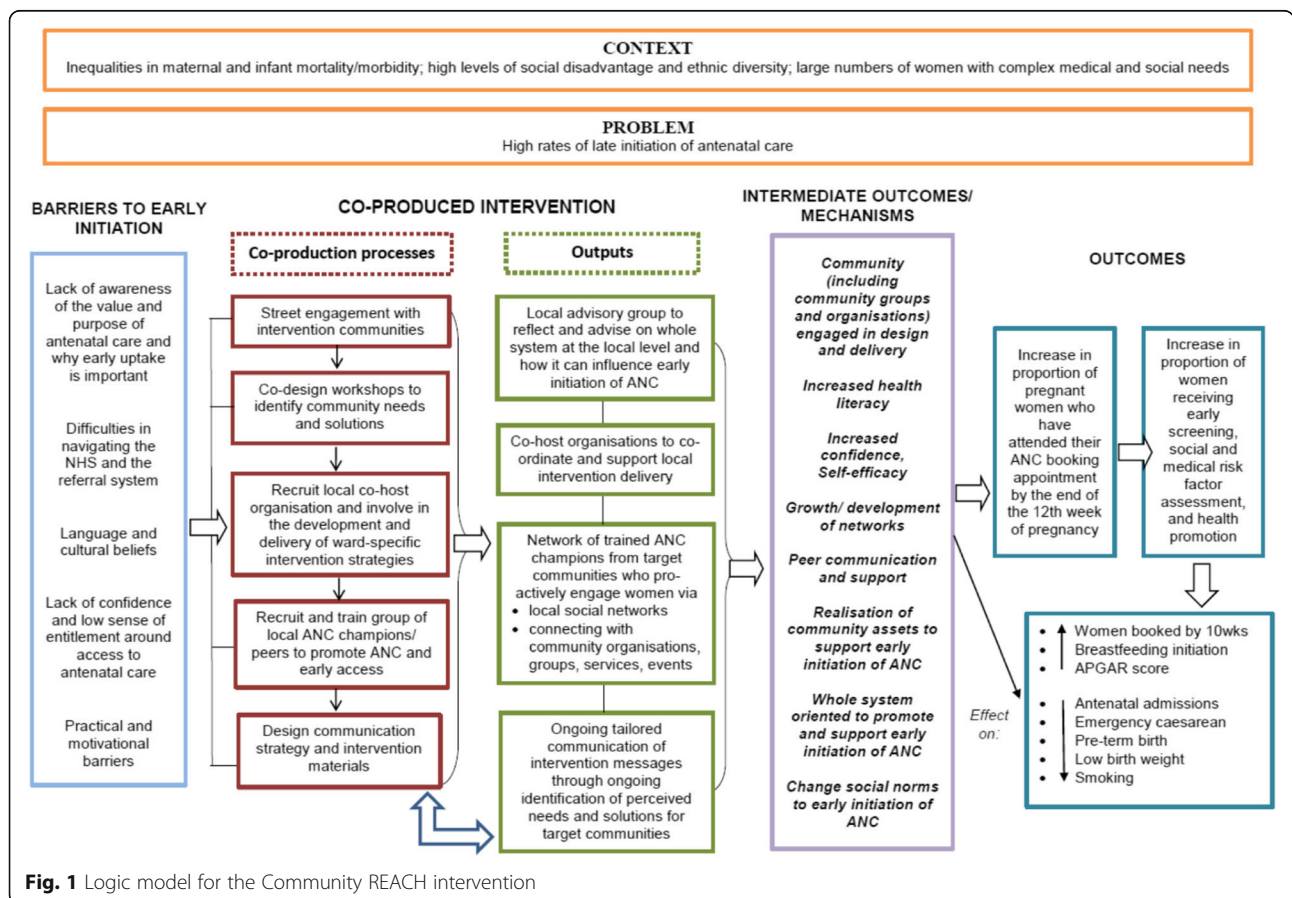 CONTEXT
Inequalities in maternal and infant mortality/morbidity; high levels of social disadvantage and ethnic diversity; large numbers of women with complex medical and social needs
PROBLEM
High rates of late initiation of antenatal care
BARRIERS TO EARLY
INITIATION
Lack of awareness
of the value and
purpose of
antenatal care and
why early uptake
is important
Difficulties in
navigating the
NHS and the
referral system
Language and
cultural beliefs
Lack of confidence
and low sense of
entitlement around
access to
antenatal care
Practical and
motivational
barriers
CO-PRODUCED INTERVENTION
Co-production processes
Street engagement with
intervention communities
Co-design workshops to
identify community needs
and solutions
Recruit local co-host
organisation and involve in
the development and
delivery of ward-specific
intervention strategies
Recruit and train group of
local ANC champions/
peers to promote ANC and
early access
Design communication
strategy and intervention
materials
Outputs
Local advisory group to
reflect and advise on whole
system at the local level and
how it can influence early
initiation of ANC
Co-host organisations to co-
ordinate and support local
intervention delivery
Network of trained ANC
champions from target
communities who pro-
actively engage women via
• local social networks
• connecting with
community organisations,
groups, services, events
Ongoing tailored
communication of
intervention messages
through ongoing
identification of perceived
needs and solutions for
target communities
INTERMEDIATE OUTCOMES/
MECHANISMS
Community
(including
community groups
and organisations)
engaged in design
and delivery
Increased health
literacy
Increased
confidence,
Self-efficacy
Growth/ development
of networks
Peer communication
and support
Realisation of
community assets to
support early
initiation of ANC
Whole system
oriented to promote
and support early
initiation of ANC
Change social norms
to early initiation of
ANC
OUTCOMES
Increase in
proportion of
pregnant
women who
have
attended their
ANC booking
appointment
by the end of
the 12th week
of pregnancy
Increase in
proportion of
women
receiving
early
screening,
social and
medical risk
factor
assessment,
and health
promotion
Effect
on:
• Women booked by 10wks
• Breastfeeding initiation
• APGAR score
• Antenatal admissions
• Emergency caesarean
• Pre-term birth
• Low birth weight
• Smoking
Fig. 1 Logic model for the Community REACH intervention